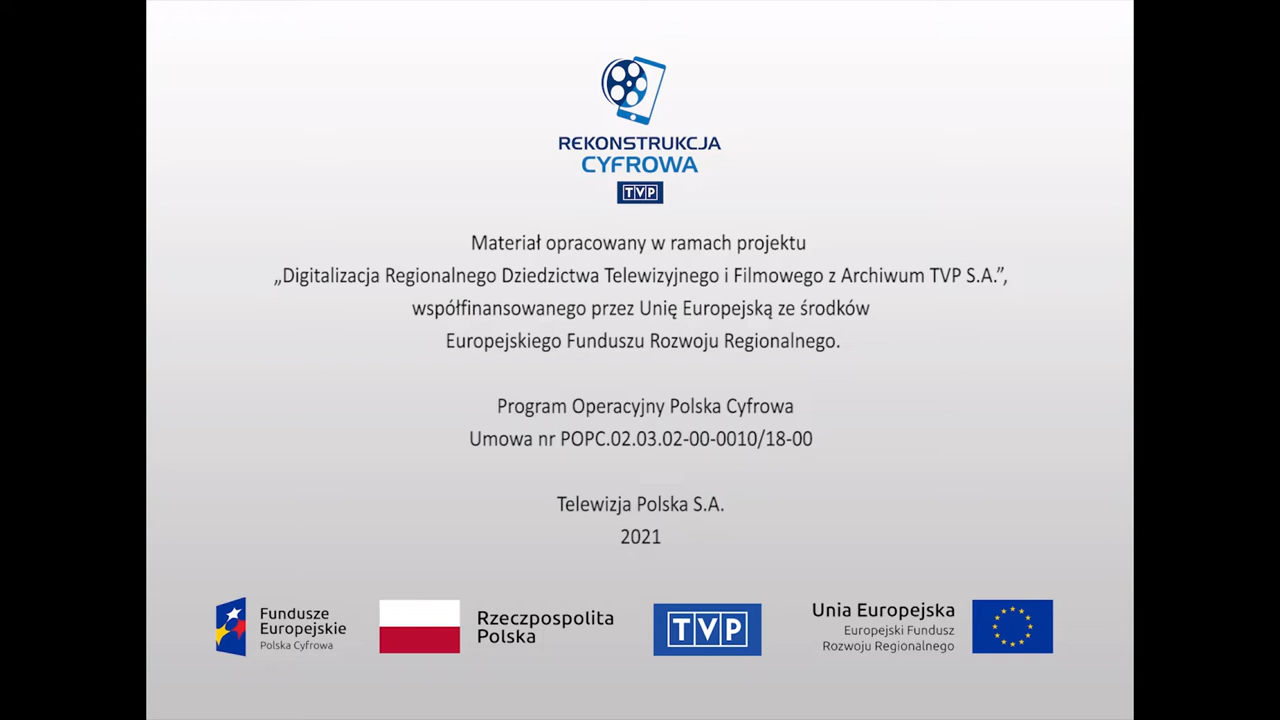 REKONSTRUKCJA
CYFROWA
TVP
Materiał opracowany w ramach projektu
„Digitalizacja Regionalnego Dziedzictwa Telewizyjnego i Filmowego z Archiwum TVP S.A.”,
współfinansowanego przez Unię Europejską ze środków
Europejskiego Funduszu Rozwoju Regionalnego.
Program Operacyjny Polska Cyfrowa
Umowa nr POPC.02.03.02-00-0010/18-00
Telewizja Polska S.A.
2021
Fundusze
Europejskie
Polska Cyfrowa
Rzeczpospolita
Polska
TVP
Unia Europejska
Europejski Fundusz
Rozwoju Regionalnego